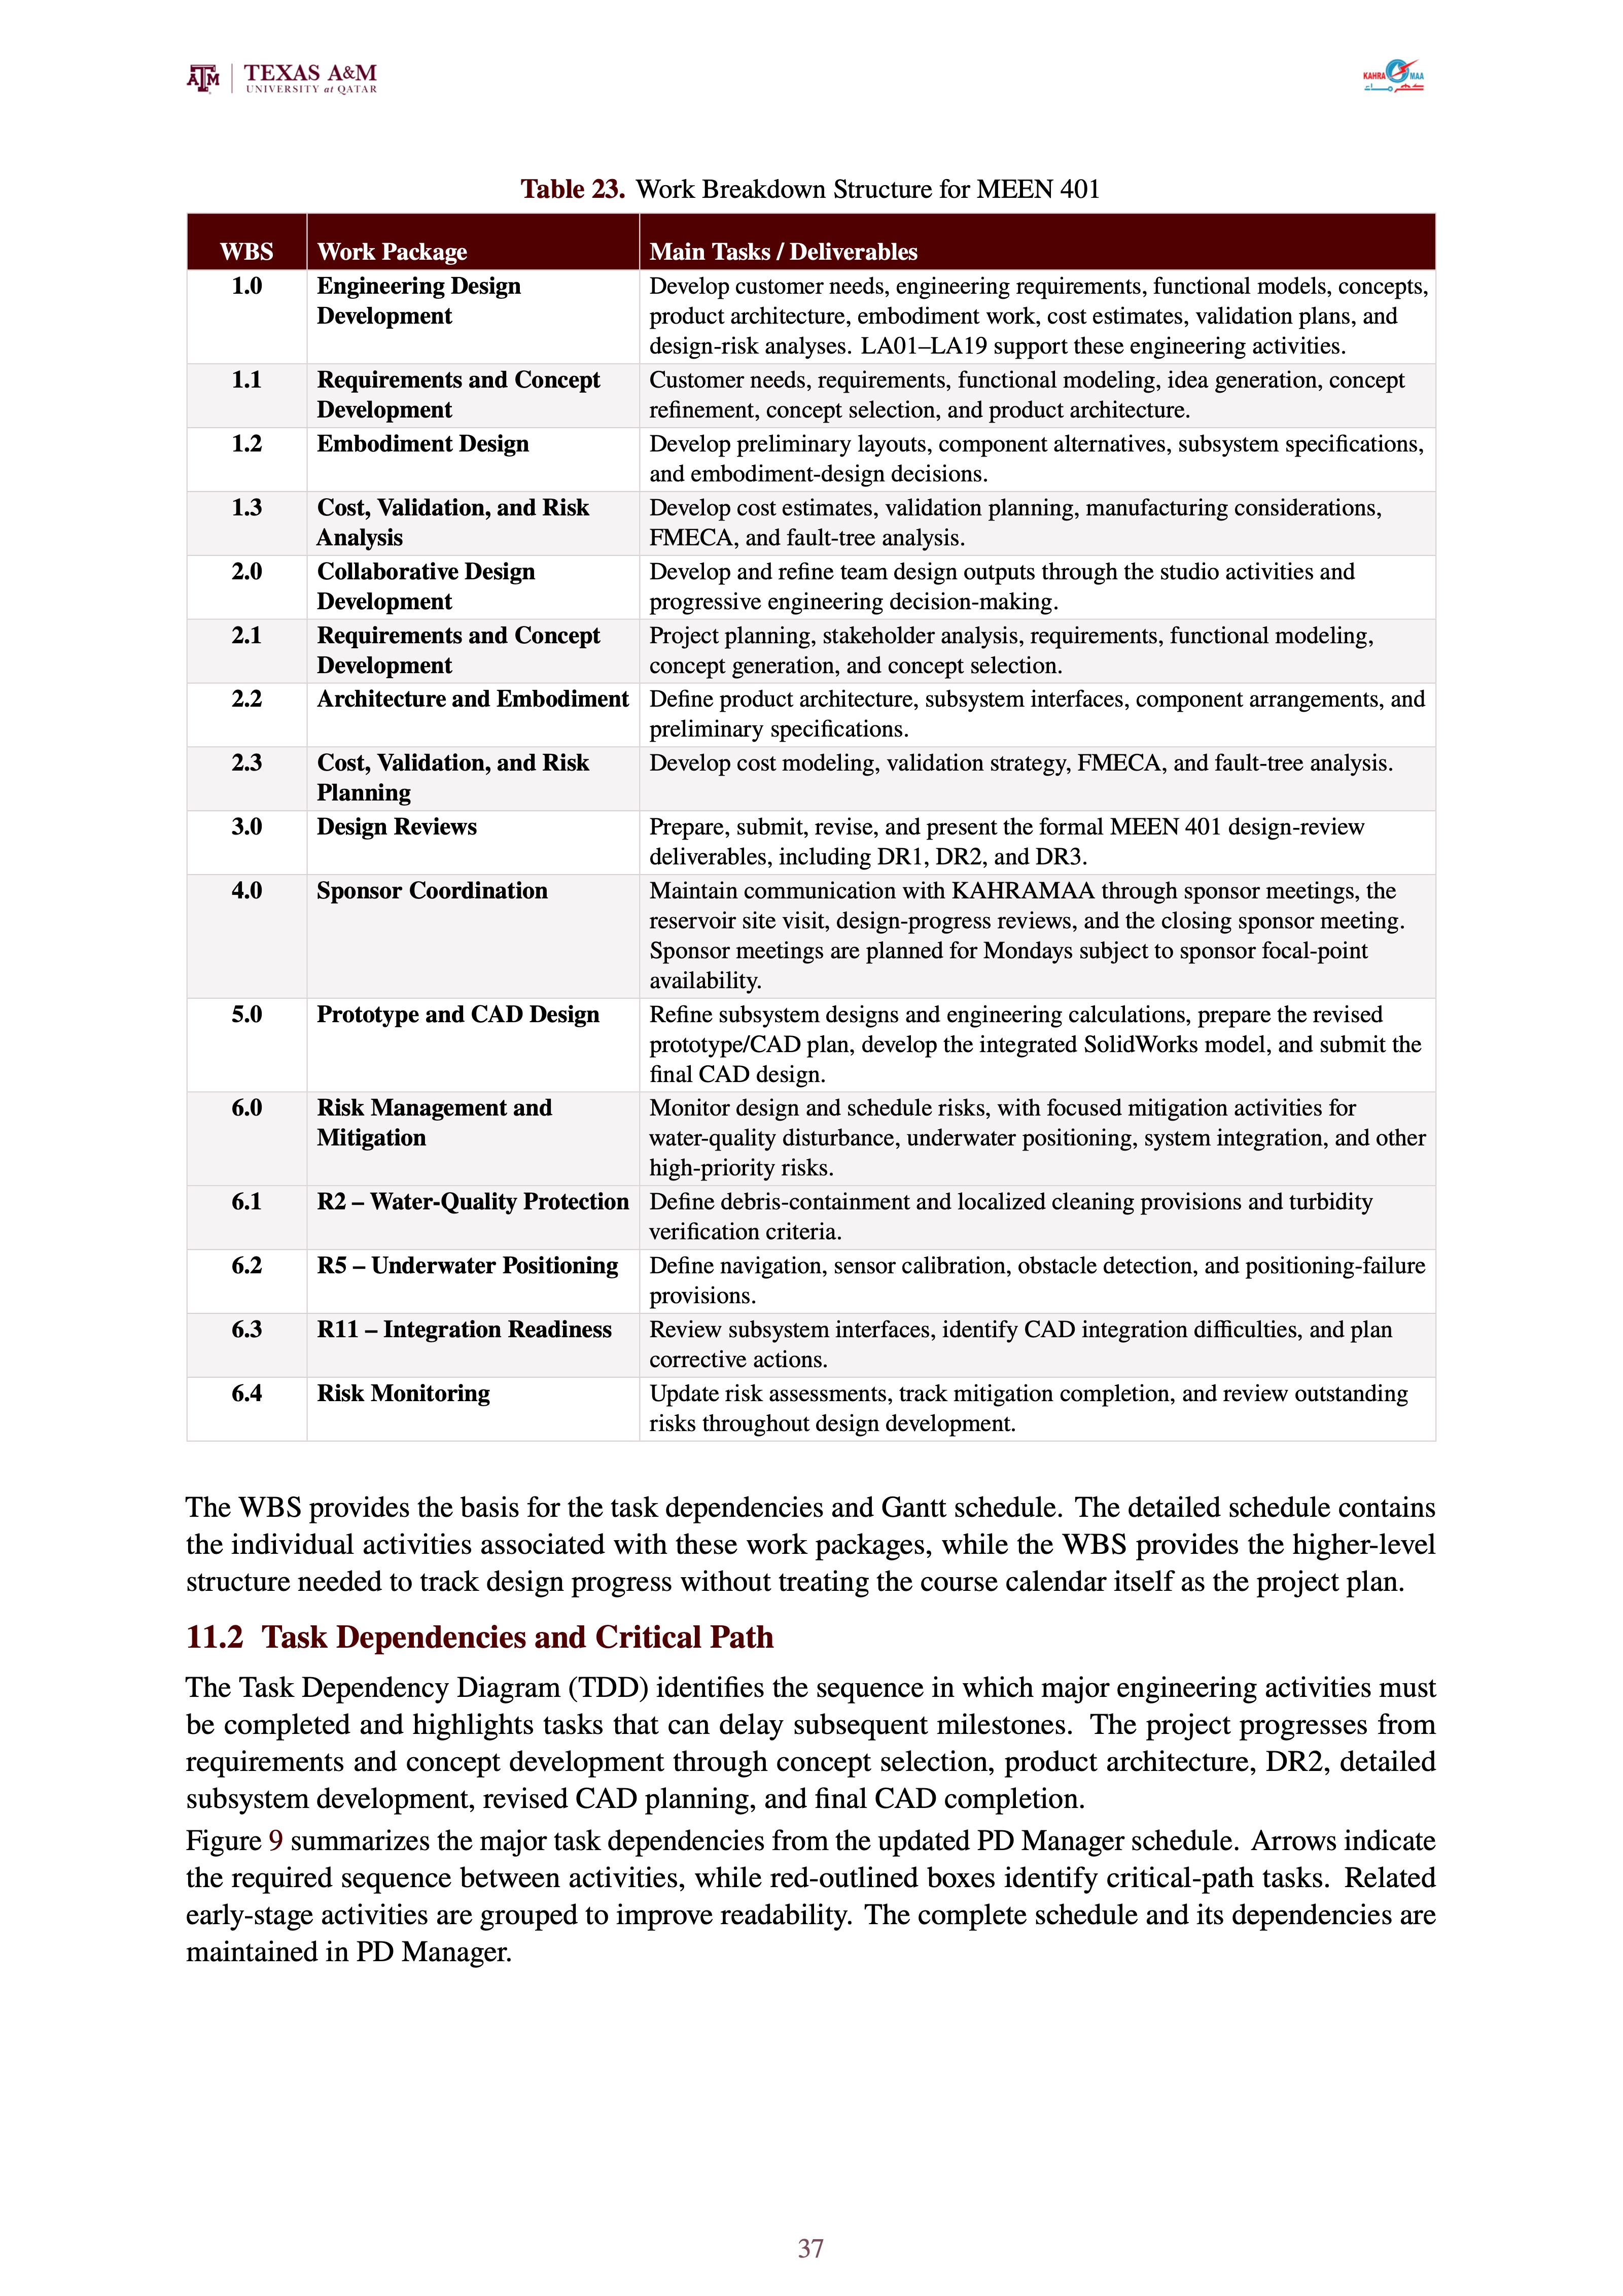 TEXAS A&M
UNIVERSITY at QATAR
KAHRA MAA
كهرماء
Table 23. Work Breakdown Structure for MEEN 401
WBS Work Package Main Tasks / Deliverables
1.0 Engineering Design Develop customer needs, engineering requirements, functional models, concepts,
Development product architecture, embodiment work, cost estimates, validation plans, and
design-risk analyses. LA01–LA19 support these engineering activities.
1.1 Requirements and Concept Customer needs, requirements, functional modeling, idea generation, concept
Development refinement, concept selection, and product architecture.
1.2 Embodiment Design Develop preliminary layouts, component alternatives, subsystem specifications,
and embodiment-design decisions.
1.3 Cost, Validation, and Risk Develop cost estimates, validation planning, manufacturing considerations,
Analysis FMECA, and fault-tree analysis.
2.0 Collaborative Design Develop and refine team design outputs through the studio activities and
Development progressive engineering decision-making.
2.1 Requirements and Concept Project planning, stakeholder analysis, requirements, functional modeling,
Development concept generation, and concept selection.
2.2 Architecture and Embodiment Define product architecture, subsystem interfaces, component arrangements, and
preliminary specifications.
2.3 Cost, Validation, and Risk Develop cost modeling, validation strategy, FMECA, and fault-tree analysis.
Planning
3.0 Design Reviews Prepare, submit, revise, and present the formal MEEN 401 design-review
deliverables, including DR1, DR2, and DR3.
4.0 Sponsor Coordination Maintain communication with KAHRAMAA through sponsor meetings, the
reservoir site visit, design-progress reviews, and the closing sponsor meeting.
Sponsor meetings are planned for Mondays subject to sponsor focal-point
availability.
5.0 Prototype and CAD Design Refine subsystem designs and engineering calculations, prepare the revised
prototype/CAD plan, develop the integrated SolidWorks model, and submit the
final CAD design.
6.0 Risk Management and Monitor design and schedule risks, with focused mitigation activities for
Mitigation water-quality disturbance, underwater positioning, system integration, and other
high-priority risks.
6.1 R2 – Water-Quality Protection Define debris-containment and localized cleaning provisions and turbidity
verification criteria.
6.2 R5 – Underwater Positioning Define navigation, sensor calibration, obstacle detection, and positioning-failure
provisions.
6.3 R11 – Integration Readiness Review subsystem interfaces, identify CAD integration difficulties, and plan
corrective actions.
6.4 Risk Monitoring Update risk assessments, track mitigation completion, and review outstanding
risks throughout design development.
The WBS provides the basis for the task dependencies and Gantt schedule. The detailed schedule contains
the individual activities associated with these work packages, while the WBS provides the higher-level
structure needed to track design progress without treating the course calendar itself as the project plan.
11.2 Task Dependencies and Critical Path
The Task Dependency Diagram (TDD) identifies the sequence in which major engineering activities must
be completed and highlights tasks that can delay subsequent milestones. The project progresses from
requirements and concept development through concept selection, product architecture, DR2, detailed
subsystem development, revised CAD planning, and final CAD completion.
Figure 9 summarizes the major task dependencies from the updated PD Manager schedule. Arrows indicate
the required sequence between activities, while red-outlined boxes identify critical-path tasks. Related
early-stage activities are grouped to improve readability. The complete schedule and its dependencies are
maintained in PD Manager.
37